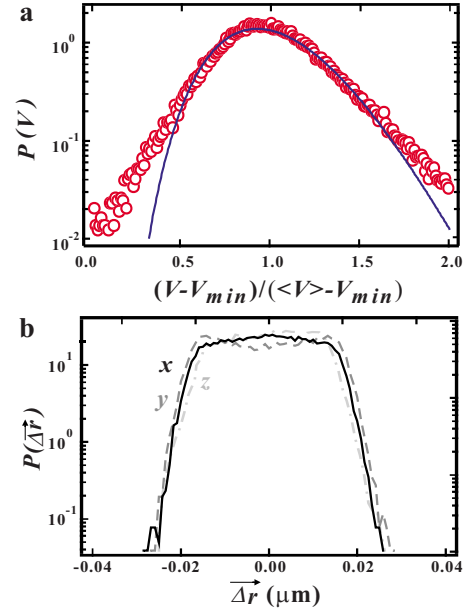 a
P(V)
10^0
10^-1
10^-2
0.0 0.5 1.0 1.5 2.0
(V-V_min)/(<V>-V_min)
b
P(Δr)
10^1
10^0
10^-1
x
y z
-0.04 -0.02 0.00 0.02 0.04
Δr (μm)